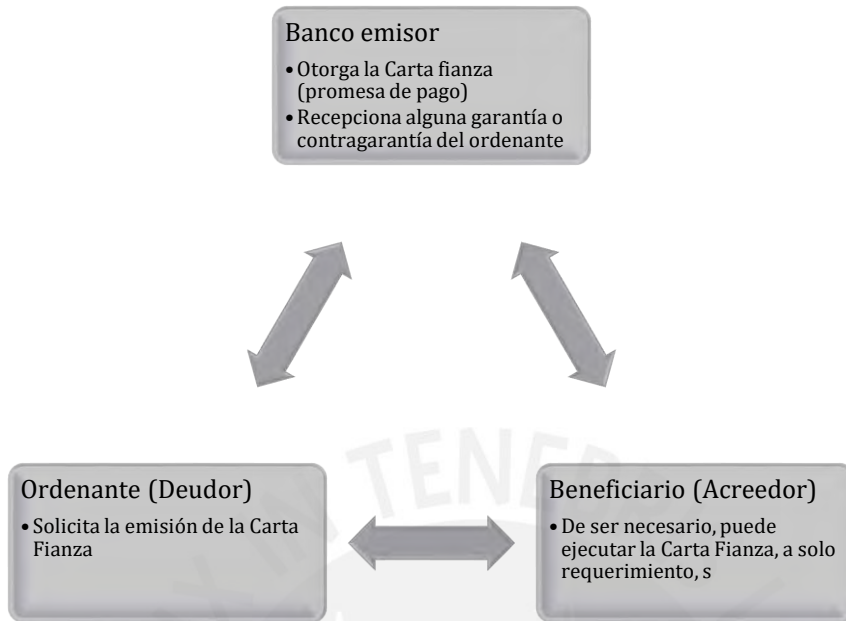 Banco emisor
• Otorga la Carta fianza
(promesa de pago)
• Recepciona alguna garantía o
contragarantía del ordenante
Ordenante (Deudor)
• Solicita la emisión de la Carta
Fianza
Beneficiario (Acreedor)
• De ser necesario, puede
ejecutar la Carta Fianza, a solo
requerimiento, s